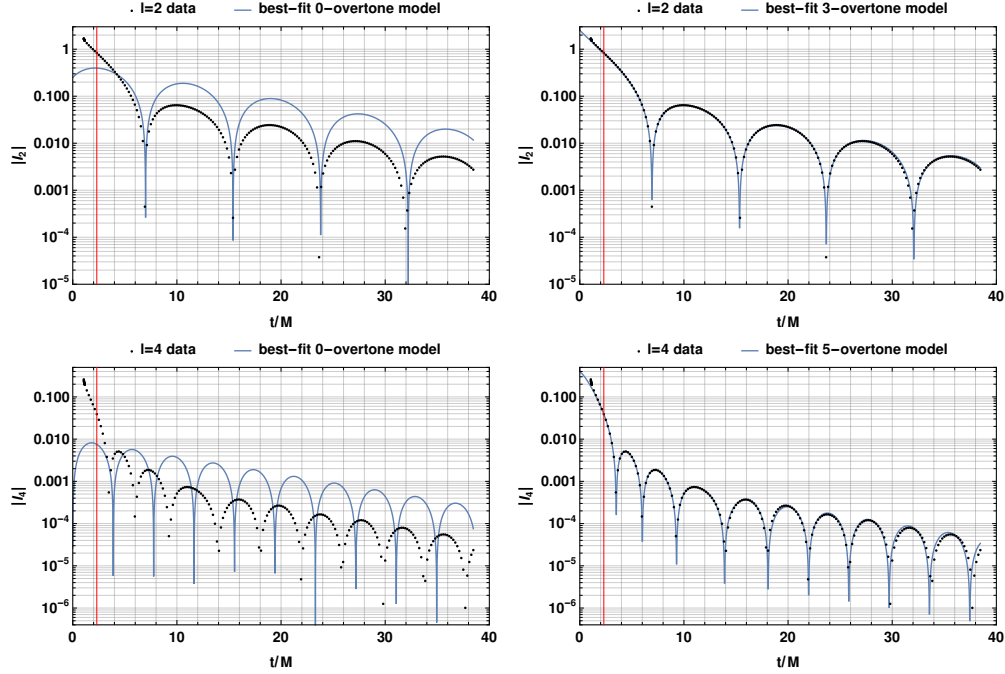 l=2 data best−fit 0−overtone model
|I₂|
1
0.100
0.010
0.001
10⁻⁴
10⁻⁵
0 10 20 30 40
t/M
l=2 data best−fit 3−overtone model
|I₂|
1
0.100
0.010
0.001
10⁻⁴
10⁻⁵
0 10 20 30 40
t/M
l=4 data best−fit 0−overtone model
|I₄|
0.100
0.010
0.001
10⁻⁴
10⁻⁵
10⁻⁶
0 10 20 30 40
t/M
l=4 data best−fit 5−overtone model
|I₄|
0.100
0.010
0.001
10⁻⁴
10⁻⁵
10⁻⁶
0 10 20 30 40
t/M